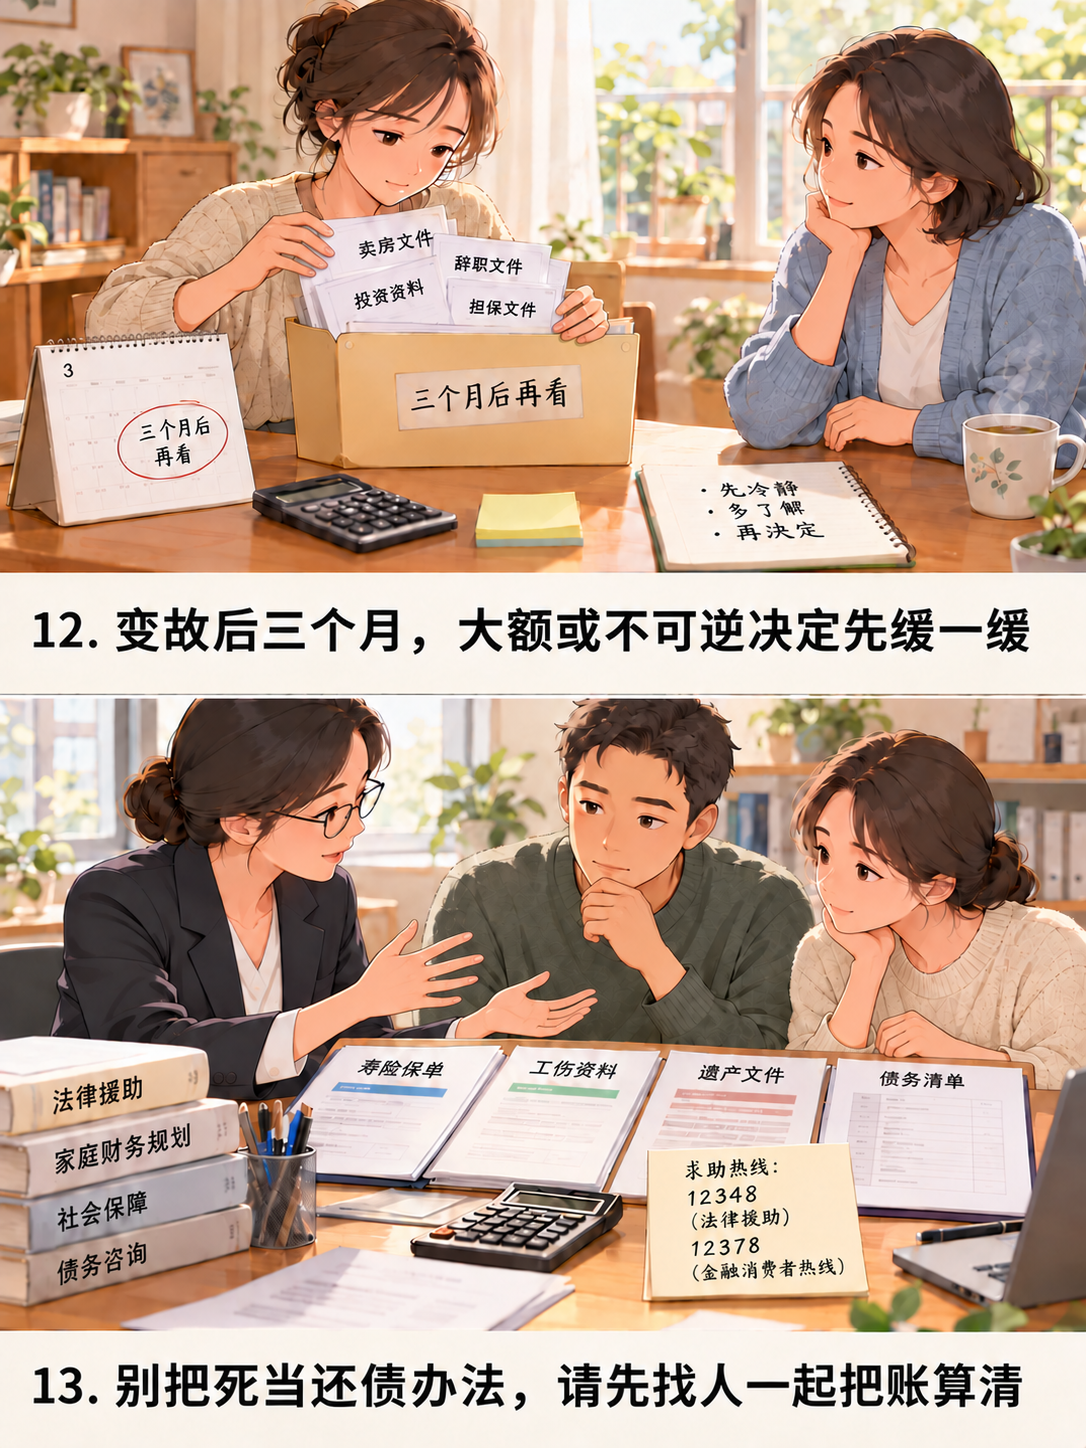 卖房文件
辞职文件
投资资料
担保文件
三个月后再看
3
三个月后
再看
· 先冷静
· 多了解
· 再决定
12. 变故后三个月，大额或不可逆决定先缓一缓
寿险保单
工伤资料
遗产文件
债务清单
法律援助
家庭财务规划
社会保障
债务咨询
求助热线：
12348
（法律援助）
12378
（金融消费者热线）
13. 别把死当还债办法，请先找人一起把账算清